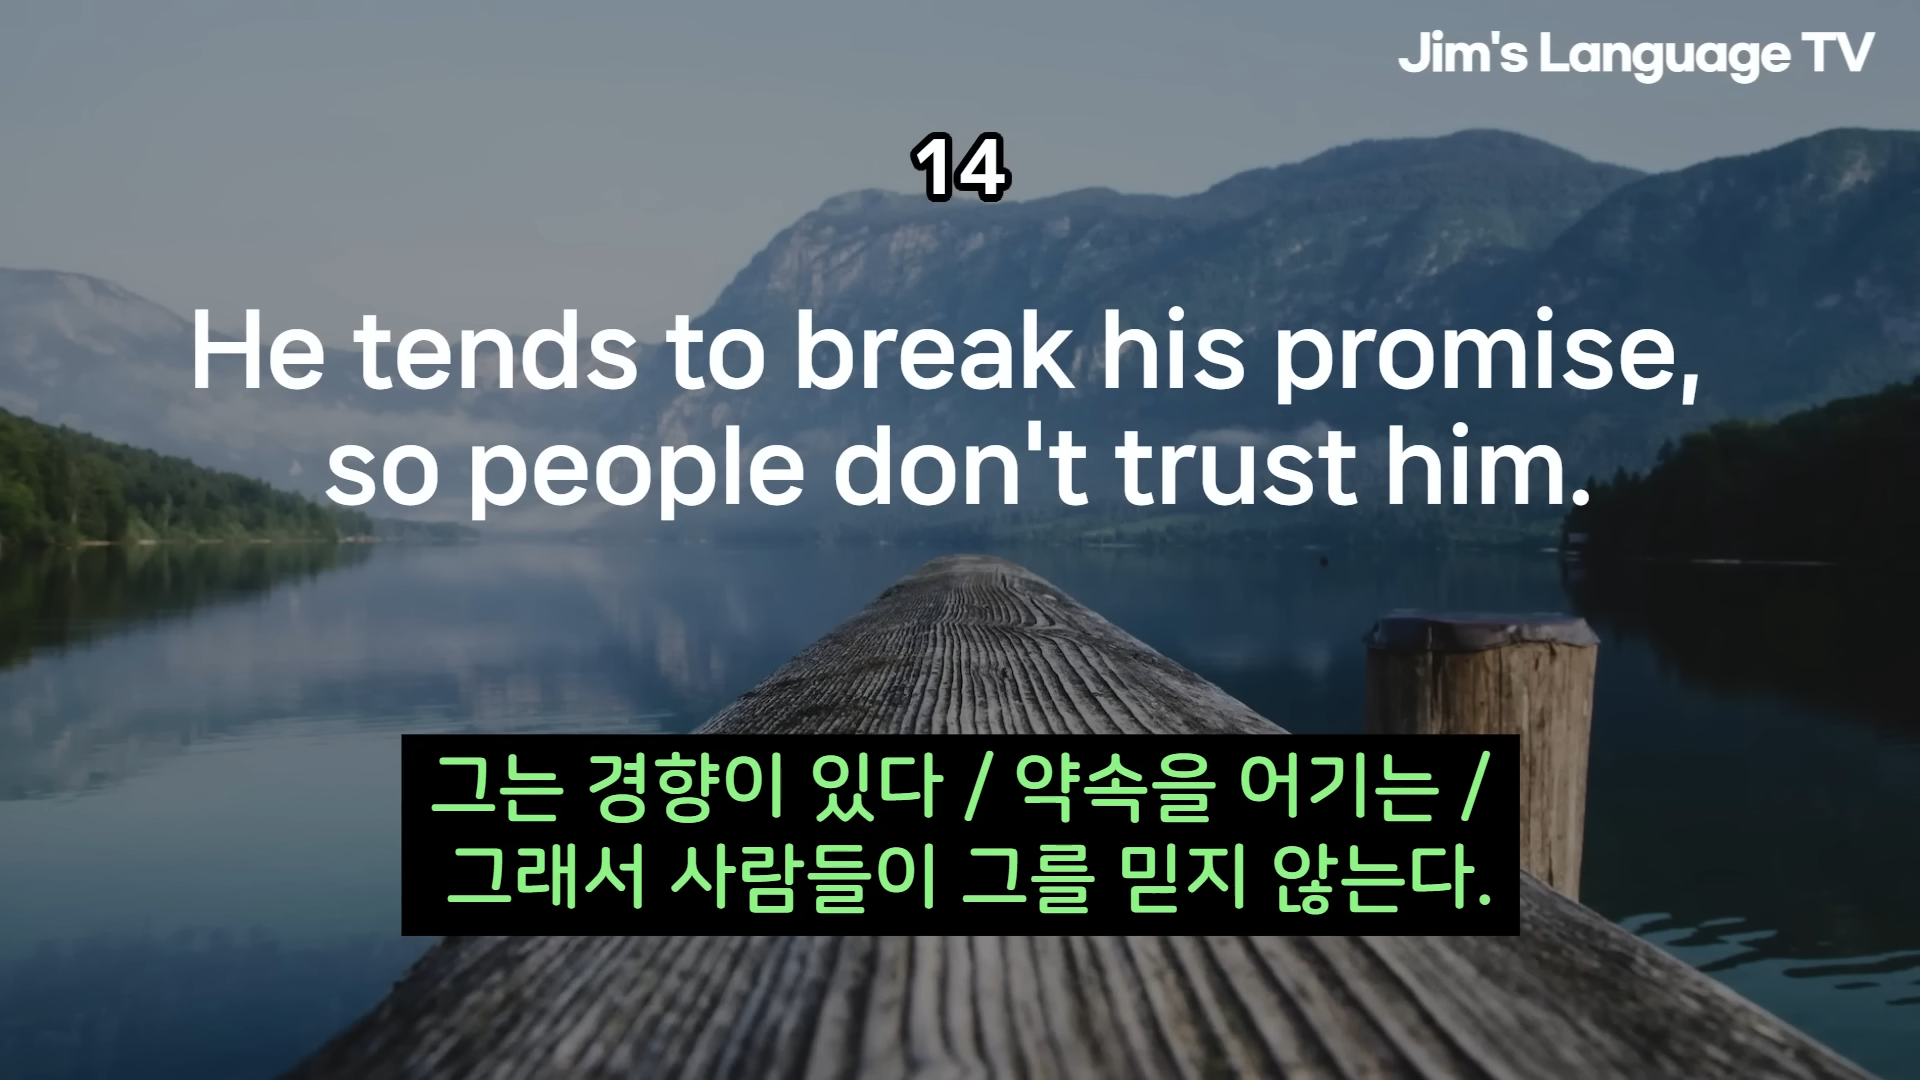 Jim's Language TV
14
He tends to break his promise,
so people don't trust him.
그는 경향이 있다 / 약속을 어기는 /
그래서 사람들이 그를 믿지 않는다.